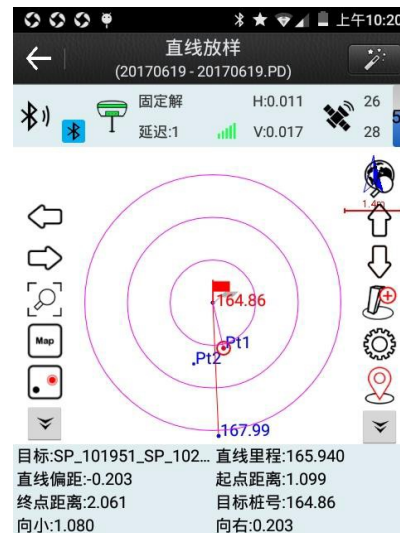 上午10:20
直线放样
(20170619 - 20170619.PD)
固定解 H:0.011 26
延迟:1 V:0.017 28
5
1.4m
164.86
Pt1
Pt2
Map
167.99
目标:SP_101951_SP_102... 直线里程:165.940
直线偏距:-0.203 起点距离:1.099
终点距离:2.061 目标桩号:164.86
向小:1.080 向右:0.203